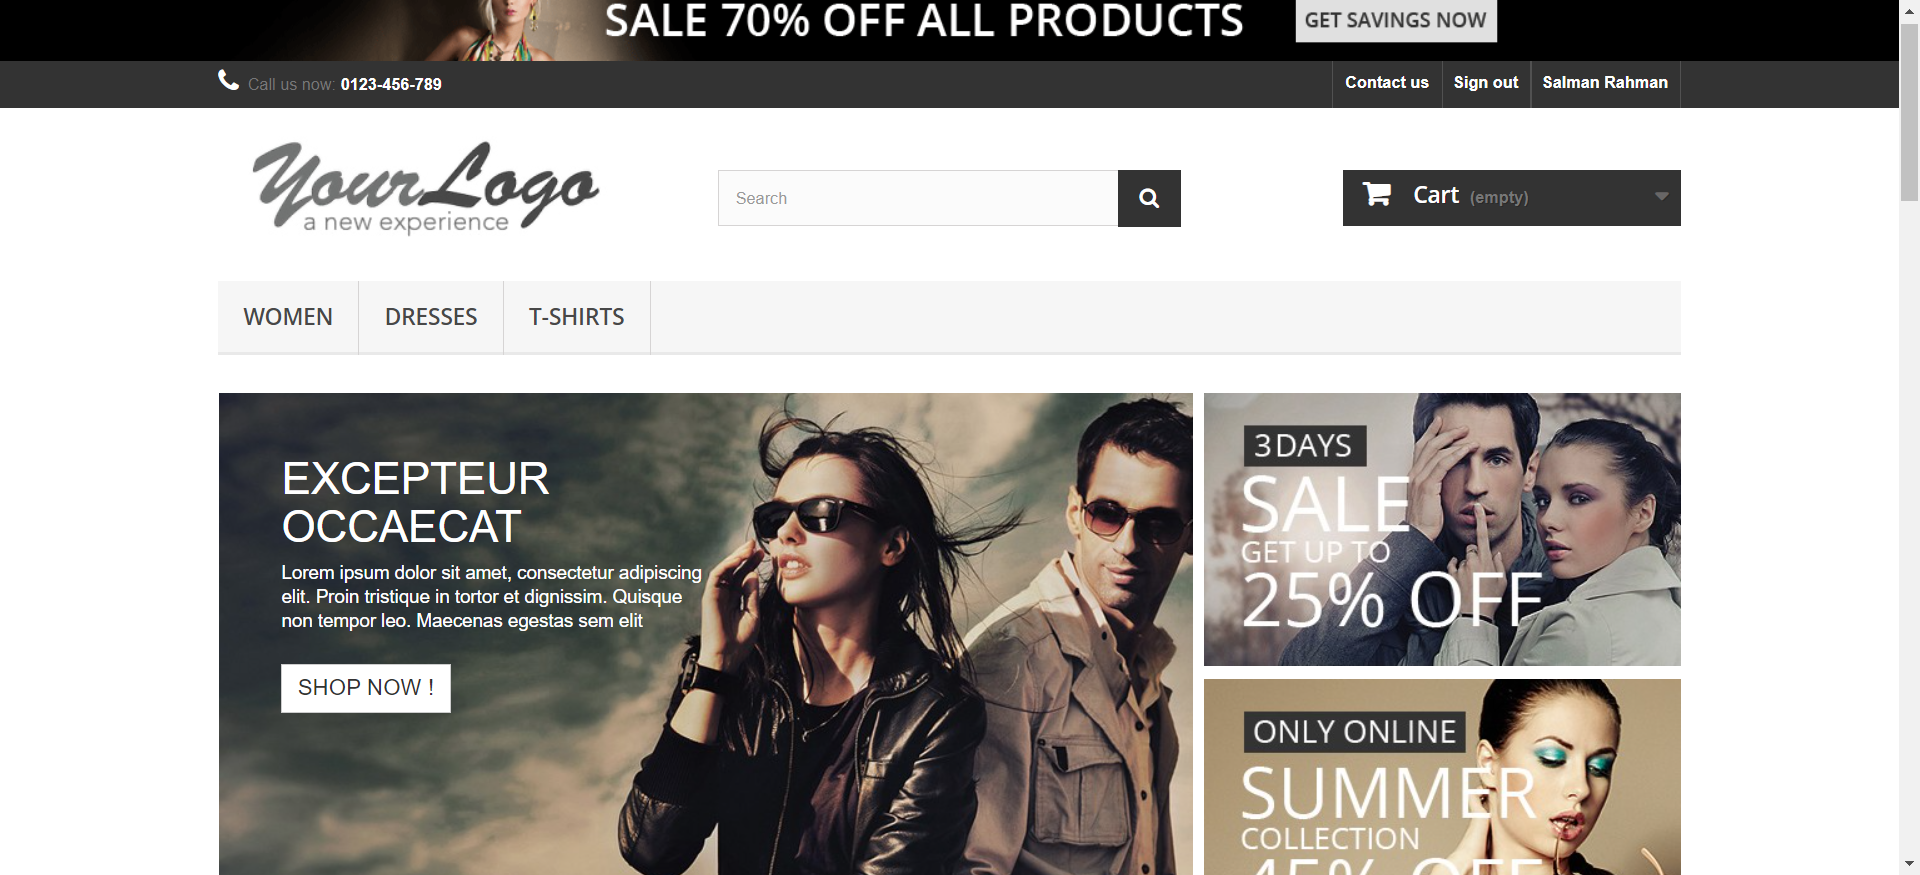 SALE 70% OFF ALL PRODUCTS
GET SAVINGS NOW
Call us now: 0123-456-789
Contact us
Sign out
Salman Rahman
YourLogo
a new experience
Search
Cart (empty)
WOMEN
DRESSES
T-SHIRTS
EXCEPTEUR
OCCAECAT
Lorem ipsum dolor sit amet, consectetur adipiscing
elit. Proin tristique in tortor et dignissim. Quisque
non tempor leo. Maecenas egestas sem elit
SHOP NOW !
3 DAYS
SALE
GET UP TO
25% OFF
ONLY ONLINE
SUMMER
COLLECTION
45% OFF